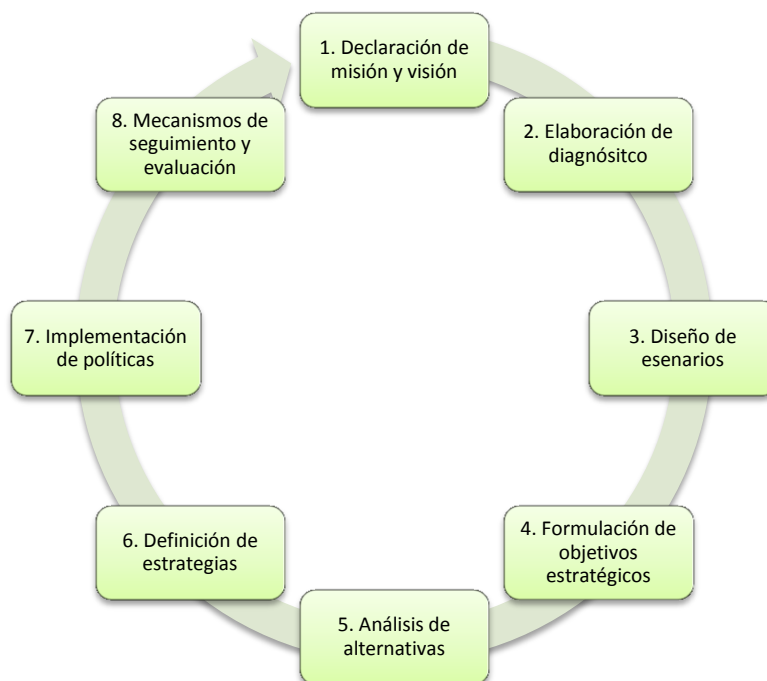 1. Declaración de
misión y visión
2. Elaboración de
diagnósitco
3. Diseño de
esenarios
4. Formulación de
objetivos
estratégicos
5. Análisis de
alternativas
6. Definición de
estrategias
7. Implementación
de políticas
8. Mecanismos de
seguimiento y
evaluación